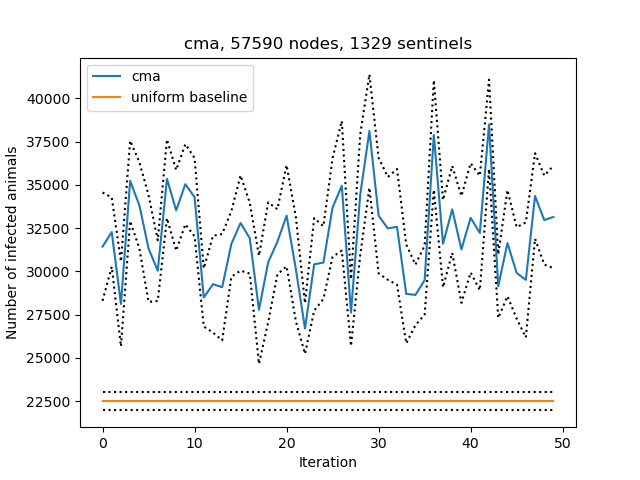 cma, 57590 nodes, 1329 sentinels
cma
uniform baseline
Number of infected animals
40000
37500
35000
32500
30000
27500
25000
22500
0
10
20
30
40
50
Iteration